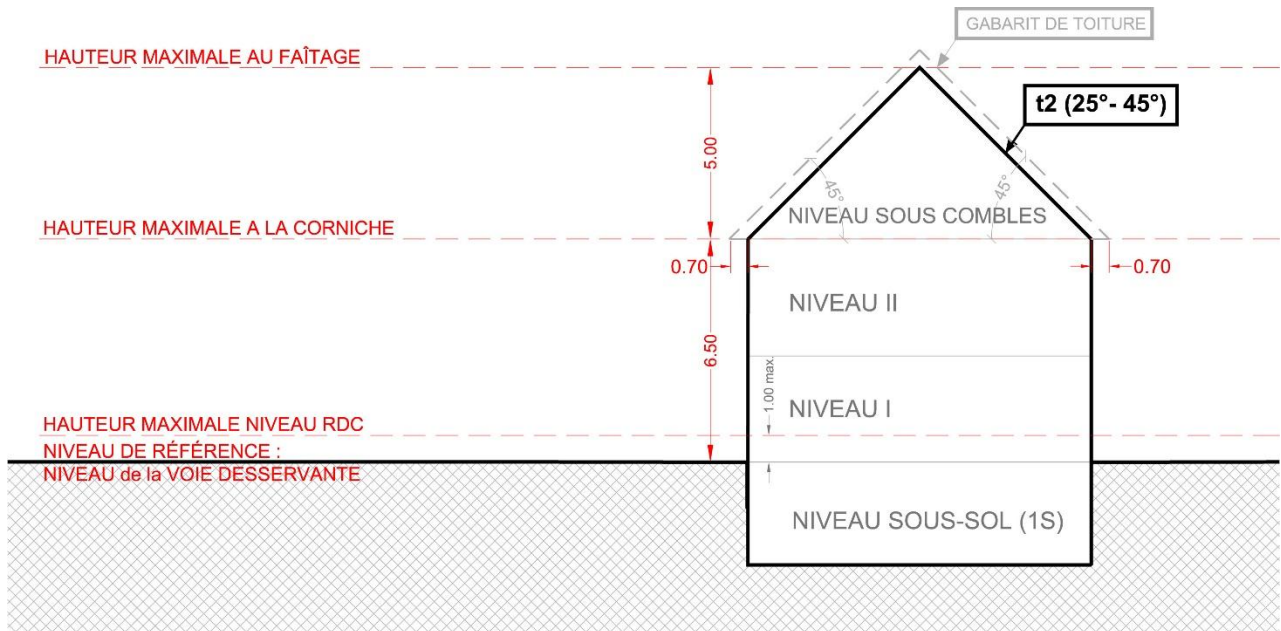 GABARIT DE TOITURE
HAUTEUR MAXIMALE AU FAÎTAGE
t2 (25°- 45°)
5.00
45°
45°
NIVEAU SOUS COMBLES
HAUTEUR MAXIMALE A LA CORNICHE
0.70
0.70
NIVEAU II
6.50
1.00 max.
NIVEAU I
HAUTEUR MAXIMALE NIVEAU RDC
NIVEAU DE RÉFÉRENCE :
NIVEAU de la VOIE DESSERVANTE
NIVEAU SOUS-SOL (1S)